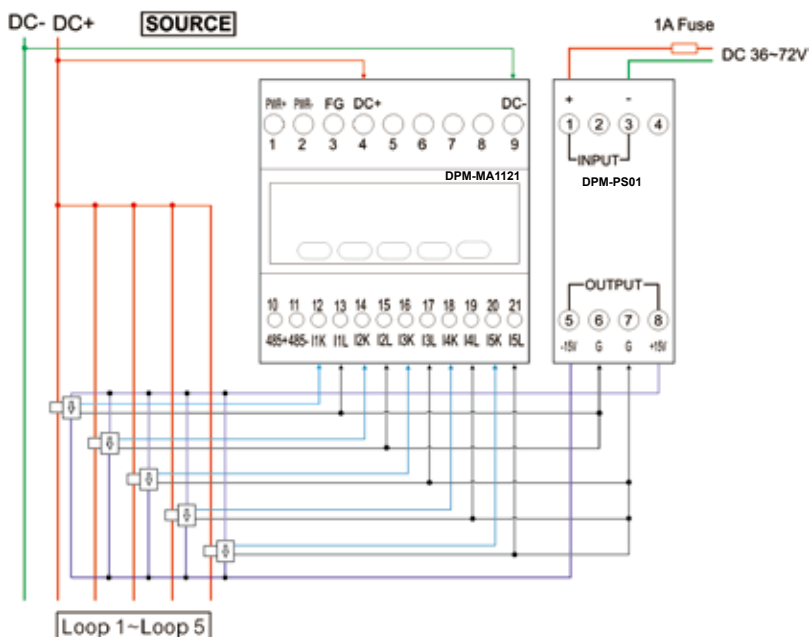 DC- DC+ SOURCE
1A Fuse
DC 36~72V
PWR+ PWR- FG DC+ DC-
1 2 3 4 5 6 7 8 9
DPM-MA1121
10 11 12 13 14 15 16 17 18 19 20 21
485+ 485- I1K I1L I2K I2L I3K I3L I4K I4L I5K I5L
+ -
1 2 3 4
INPUT
DPM-PS01
OUTPUT
5 6 7 8
-15V G G +15V
Loop 1~Loop 5